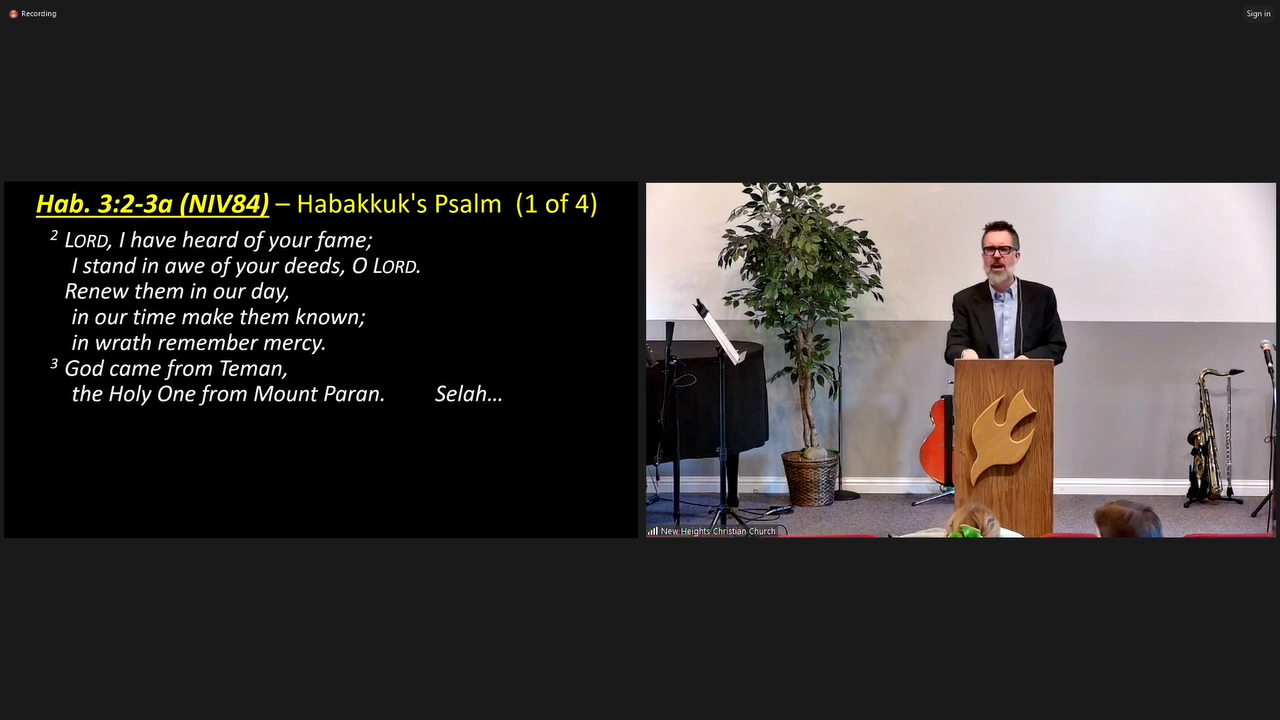 Recording
Sign in
Hab. 3:2-3a (NIV84) – Habakkuk's Psalm (1 of 4)
2 LORD, I have heard of your fame;
I stand in awe of your deeds, O LORD.
Renew them in our day,
in our time make them known;
in wrath remember mercy.
3 God came from Teman,
the Holy One from Mount Paran. Selah…
New Heights Christian Church